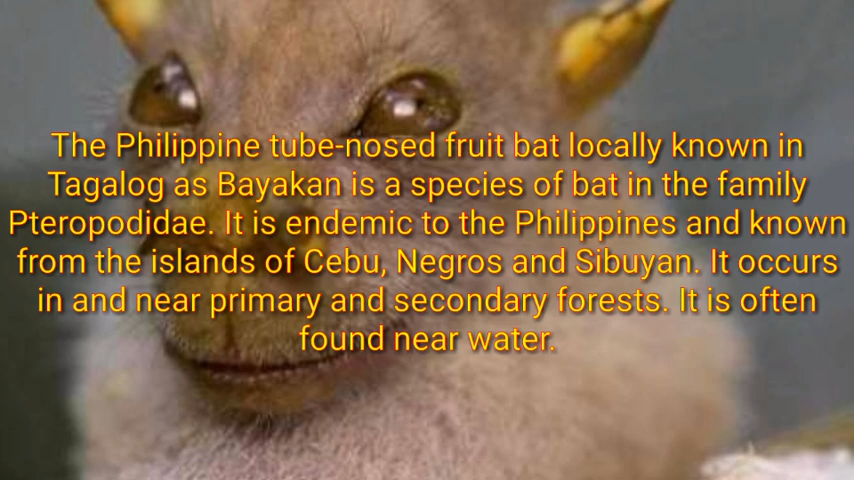 The Philippine tube-nosed fruit bat locally known in
Tagalog as Bayakan is a species of bat in the family
Pteropodidae. It is endemic to the Philippines and known
from the islands of Cebu, Negros and Sibuyan. It occurs
in and near primary and secondary forests. It is often
found near water.